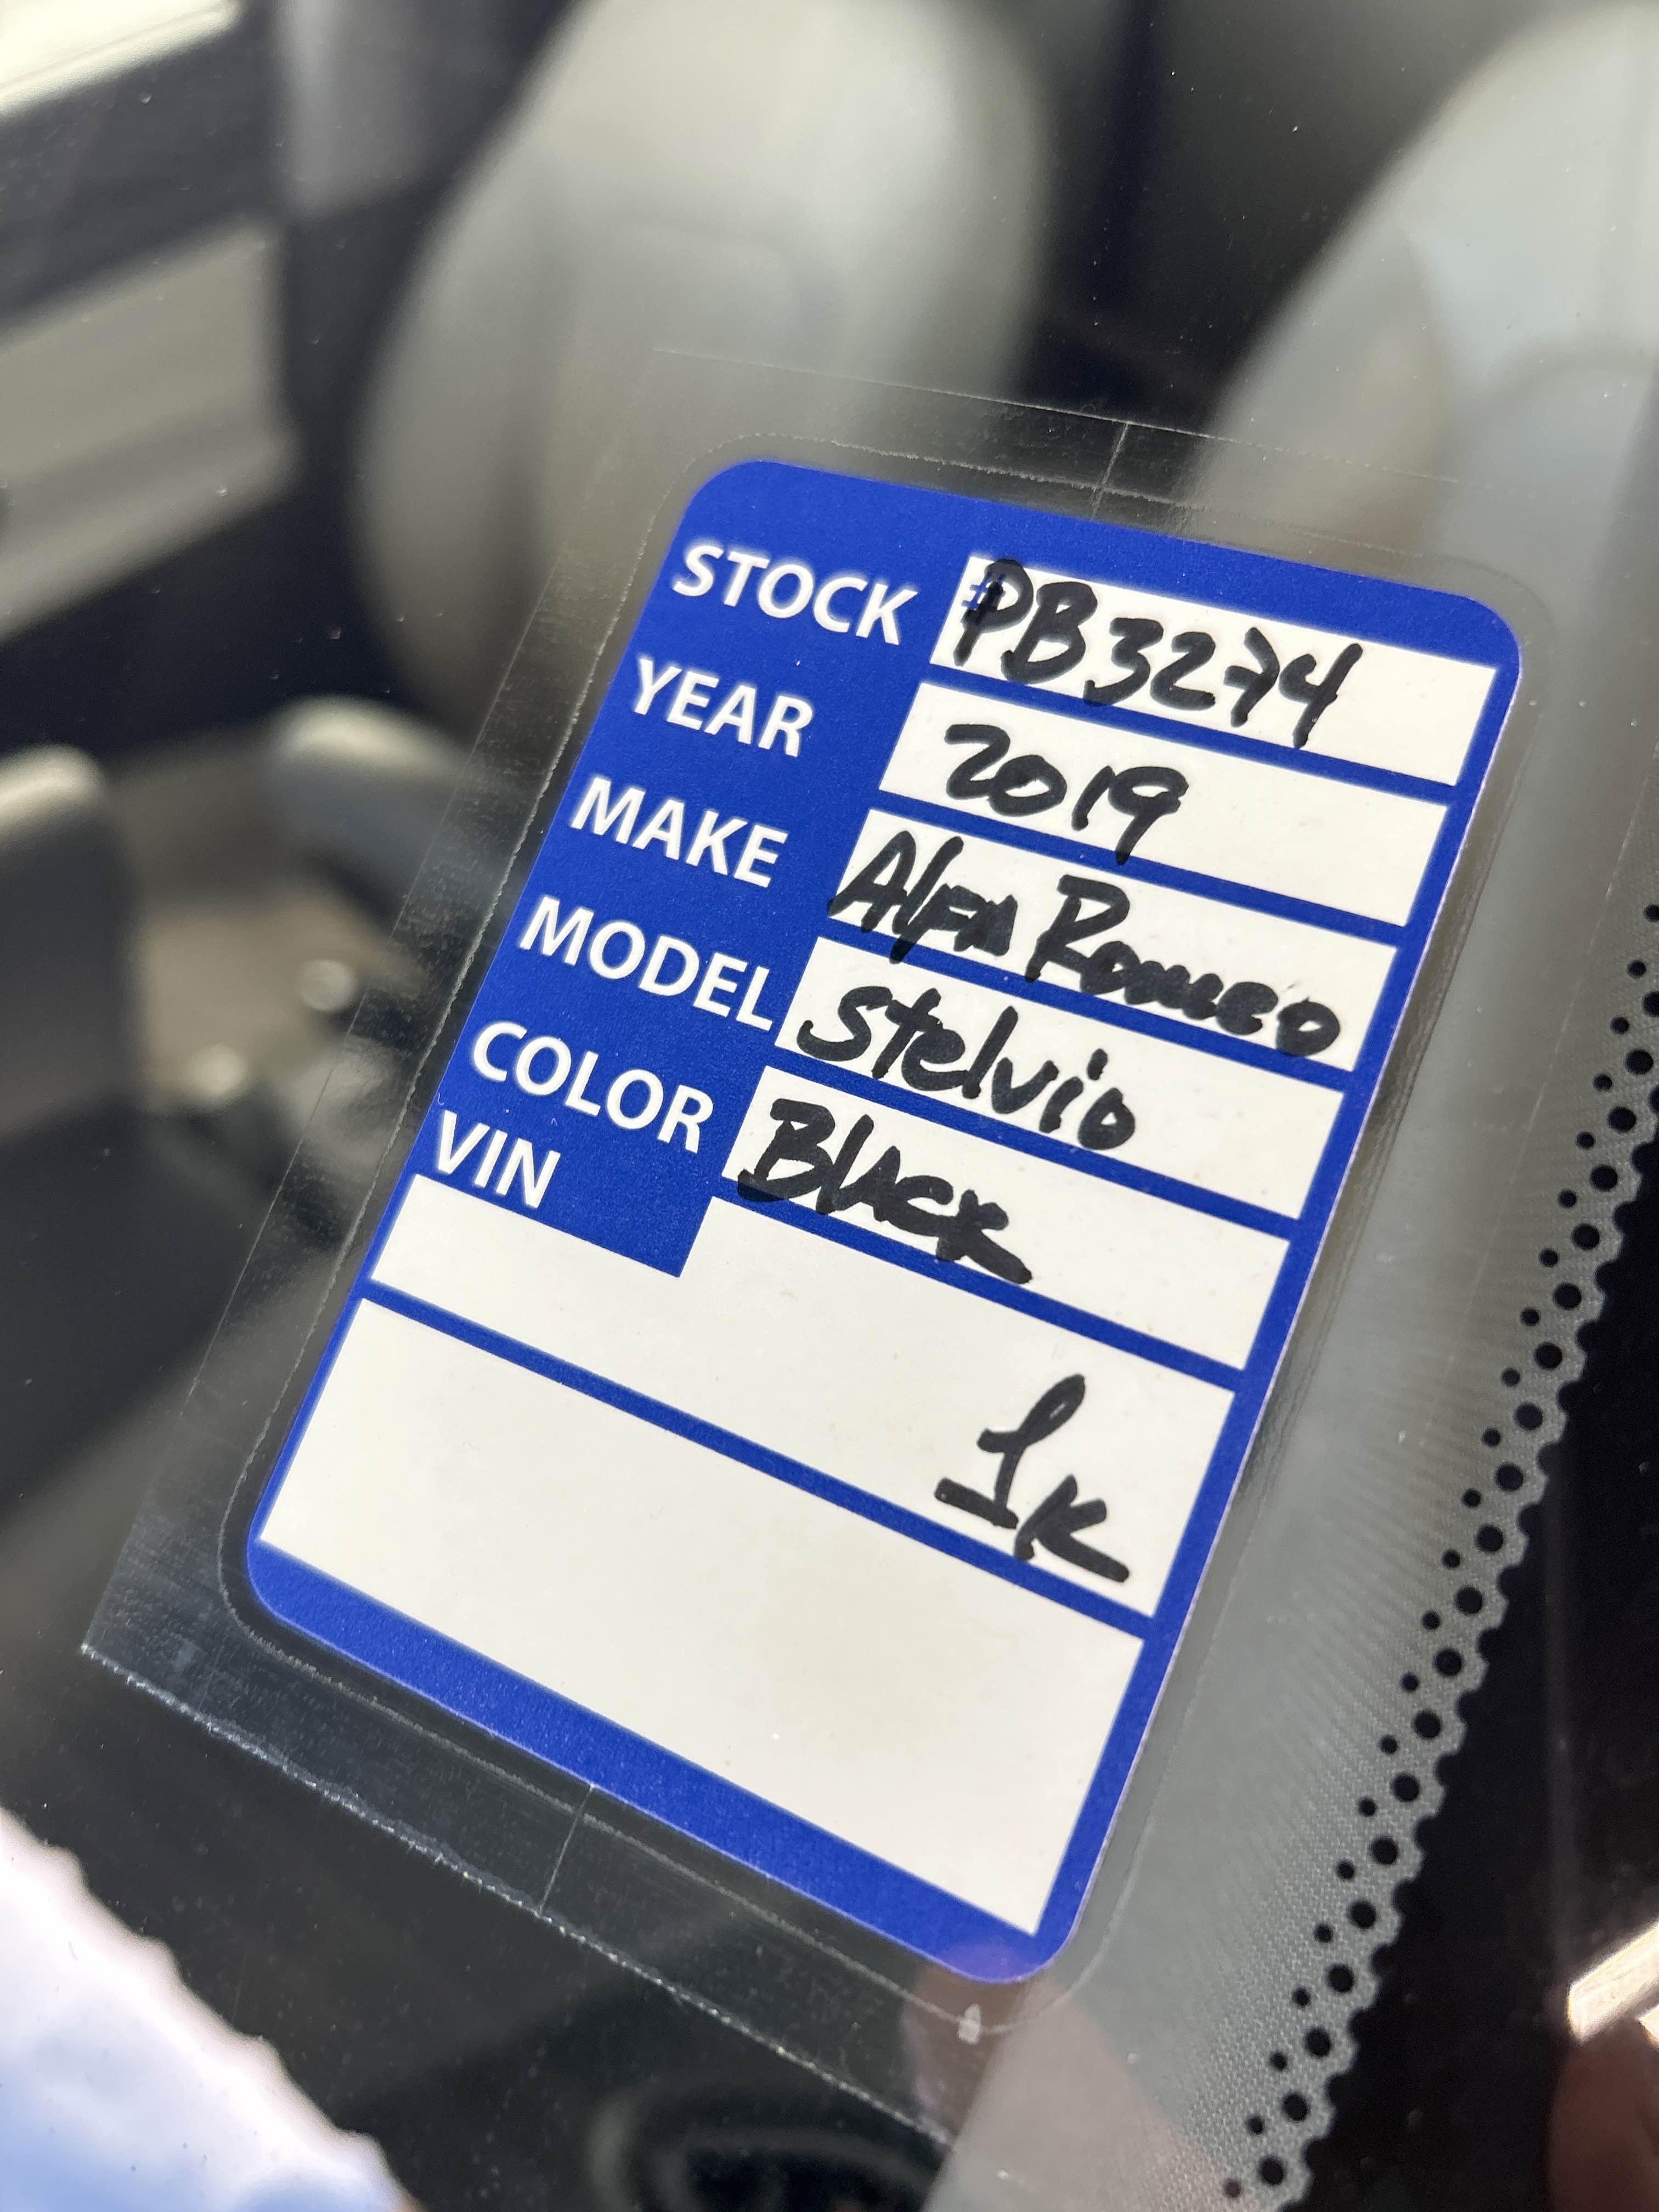 STOCK #PB3274
YEAR 2019
MAKE Alfa Romeo
MODEL Stelvio
COLOR Black
VIN
1K